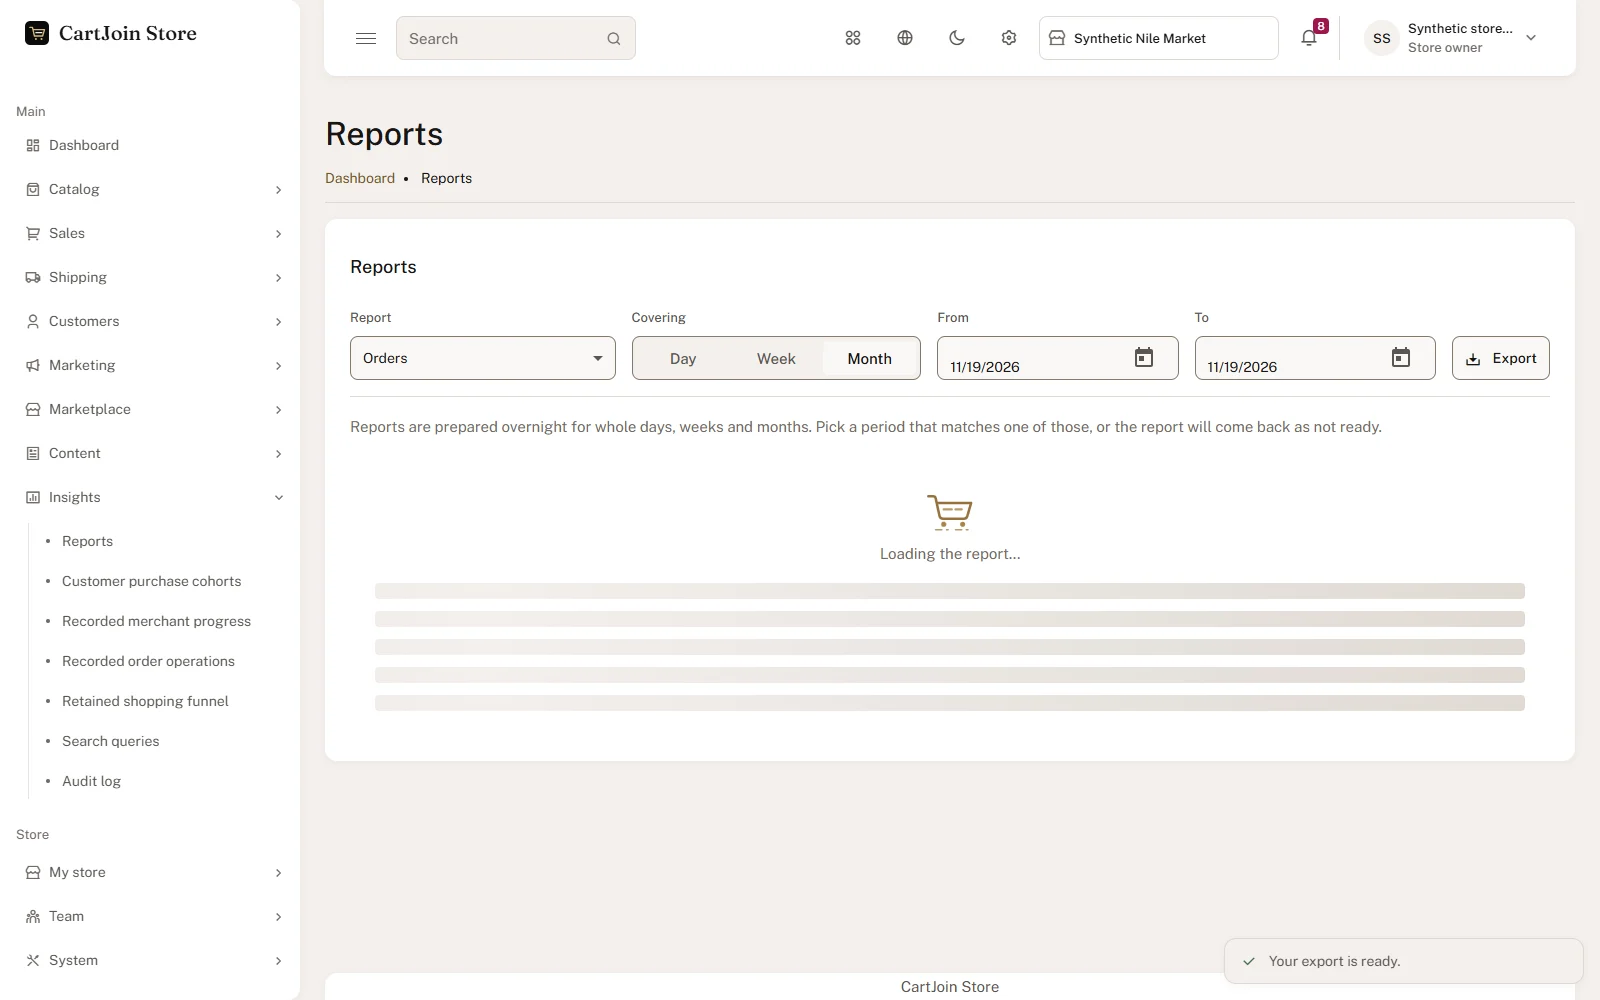 CartJoin Store
Search
Synthetic Nile Market
8
SS
Synthetic store...
Store owner
Main
Dashboard
Catalog
Sales
Shipping
Customers
Marketing
Marketplace
Content
Insights
Reports
Customer purchase cohorts
Recorded merchant progress
Recorded order operations
Retained shopping funnel
Search queries
Audit log
Store
My store
Team
System
Reports
Dashboard • Reports
Reports
Report
Covering
From
To
Orders
Day
Week
Month
11/19/2026
11/19/2026
Export
Reports are prepared overnight for whole days, weeks and months. Pick a period that matches one of those, or the report will come back as not ready.
Loading the report...
Your export is ready.
CartJoin Store